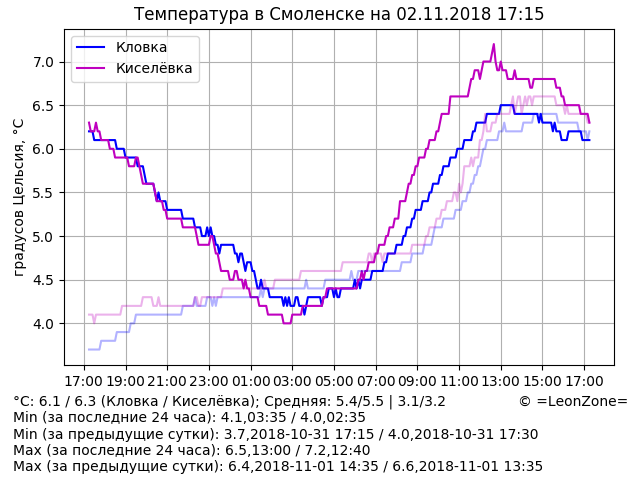 Температура в Смоленске на 02.11.2018 17:15
Кловка
Киселёвка
градусов Цельсия, °C
7.0
6.5
6.0
5.5
5.0
4.5
4.0
17:00 19:00 21:00 23:00 01:00 03:00 05:00 07:00 09:00 11:00 13:00 15:00 17:00
°C: 6.1 / 6.3 (Кловка / Киселёвка); Средняя: 5.4/5.5 | 3.1/3.2 © =LeonZone=
Min (за последние 24 часа): 4.1,03:35 / 4.0,02:35
Min (за предыдущие сутки): 3.7,2018-10-31 17:15 / 4.0,2018-10-31 17:30
Max (за последние 24 часа): 6.5,13:00 / 7.2,12:40
Max (за предыдущие сутки): 6.4,2018-11-01 14:35 / 6.6,2018-11-01 13:35